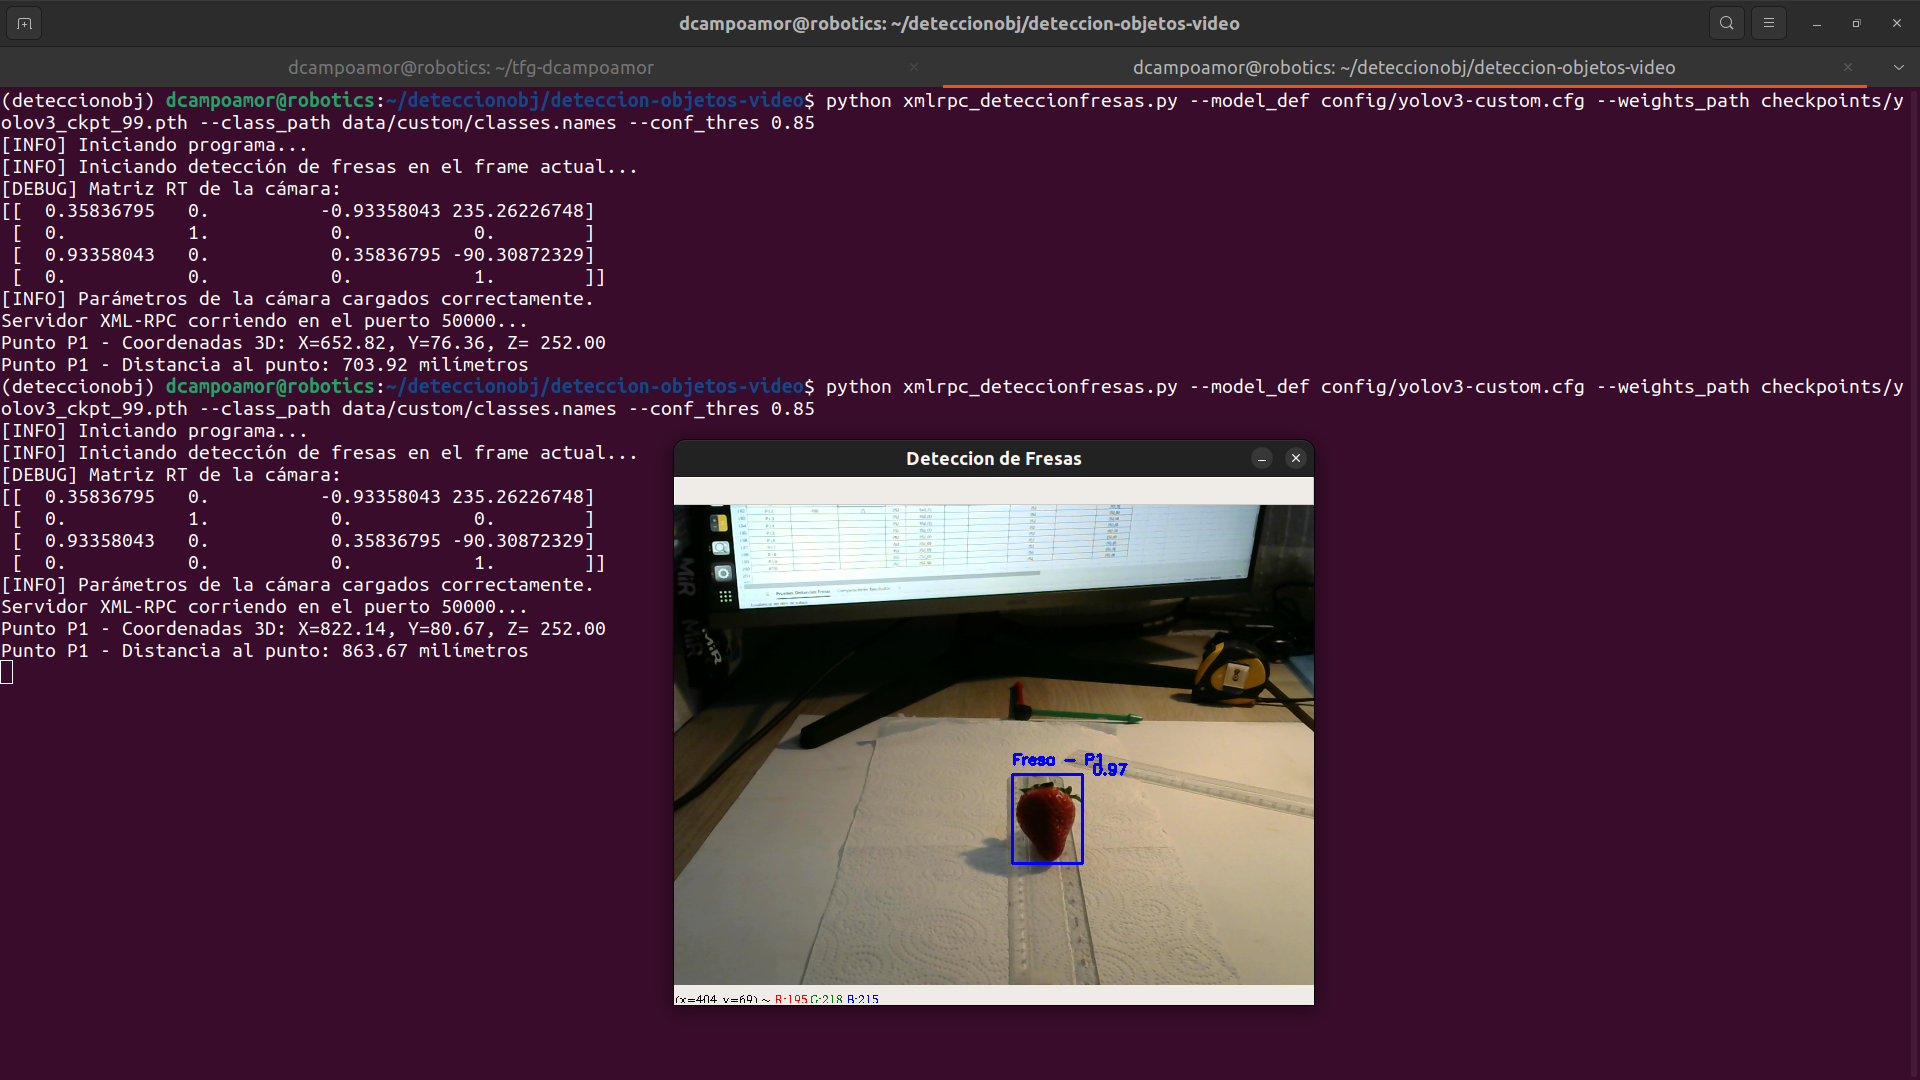 dcampoamor@robotics: ~/deteccionobj/deteccion-objetos-video
dcampoamor@robotics: ~/tfg-dcampoamor
dcampoamor@robotics: ~/deteccionobj/deteccion-objetos-video
(deteccionobj) dcampoamor@robotics:~/deteccionobj/deteccion-objetos-video$ python xmlrpc_deteccionfresas.py --model_def config/yolov3-custom.cfg --weights_path checkpoints/y
olov3_ckpt_99.pth --class_path data/custom/classes.names --conf_thres 0.85
[INFO] Iniciando programa...
[INFO] Iniciando detección de fresas en el frame actual...
[DEBUG] Matriz RT de la cámara:
[[  0.35836795   0.          -0.93358043 235.26226748]
[  0.           1.           0.           0.        ]
[  0.93358043   0.           0.35836795 -90.30872329]
[  0.           0.           0.           1.        ]]
[INFO] Parámetros de la cámara cargados correctamente.
Servidor XML-RPC corriendo en el puerto 50000...
Punto P1 - Coordenadas 3D: X=652.82, Y=76.36, Z= 252.00
Punto P1 - Distancia al punto: 703.92 milímetros
(deteccionobj) dcampoamor@robotics:~/deteccionobj/deteccion-objetos-video$ python xmlrpc_deteccionfresas.py --model_def config/yolov3-custom.cfg --weights_path checkpoints/y
olov3_ckpt_99.pth --class_path data/custom/classes.names --conf_thres 0.85
[INFO] Iniciando programa...
[INFO] Iniciando detección de fresas en el frame actual...
[DEBUG] Matriz RT de la cámara:
[[  0.35836795   0.          -0.93358043 235.26226748]
[  0.           1.           0.           0.        ]
[  0.93358043   0.           0.35836795 -90.30872329]
[  0.           0.           0.           1.        ]]
[INFO] Parámetros de la cámara cargados correctamente.
Servidor XML-RPC corriendo en el puerto 50000...
Punto P1 - Coordenadas 3D: X=822.14, Y=80.67, Z= 252.00
Punto P1 - Distancia al punto: 863.67 milímetros
Deteccion de Fresas
MiR
MiR
MiR
Fresa - P1
0.97
(x=404, y=69) ~ R:195 G:218 B:215